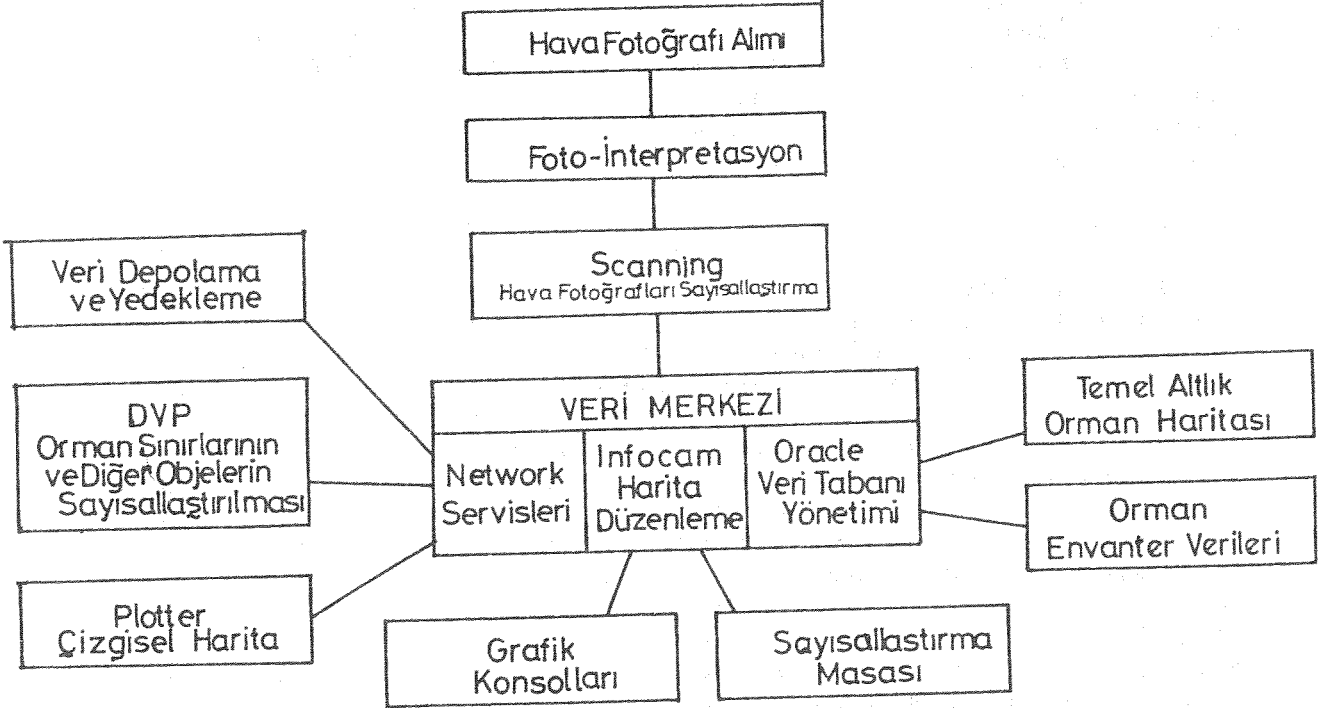 Hava Fotoğrafı Alımı
Foto-İnterpretasyon
Scanning
Hava Fotoğrafları Sayısallaştırma
Veri Depolama
ve Yedekleme
DVP
Orman Sınırlarının
ve Diğer Objelerin
Sayısallaştırılması
Plotter
Çizgisel Harita
VERİ MERKEZİ
Network
Servisleri
Infocam
Harita
Düzenleme
Oracle
Veri Tabanı
Yönetimi
Temel Altlık
Orman Haritası
Orman
Envanter Verileri
Grafik
Konsolları
Sayısallastırma
Masası